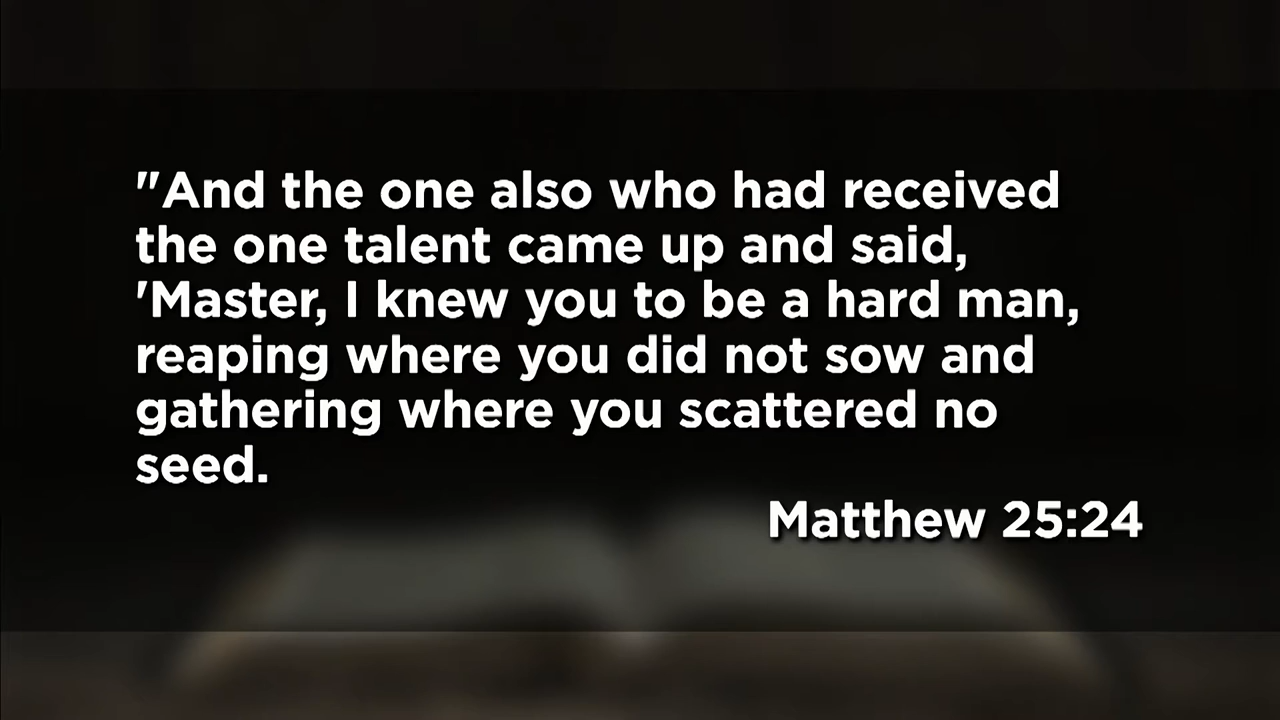 "And the one also who had received
the one talent came up and said,
'Master, I knew you to be a hard man,
reaping where you did not sow and
gathering where you scattered no
seed.
Matthew 25:24